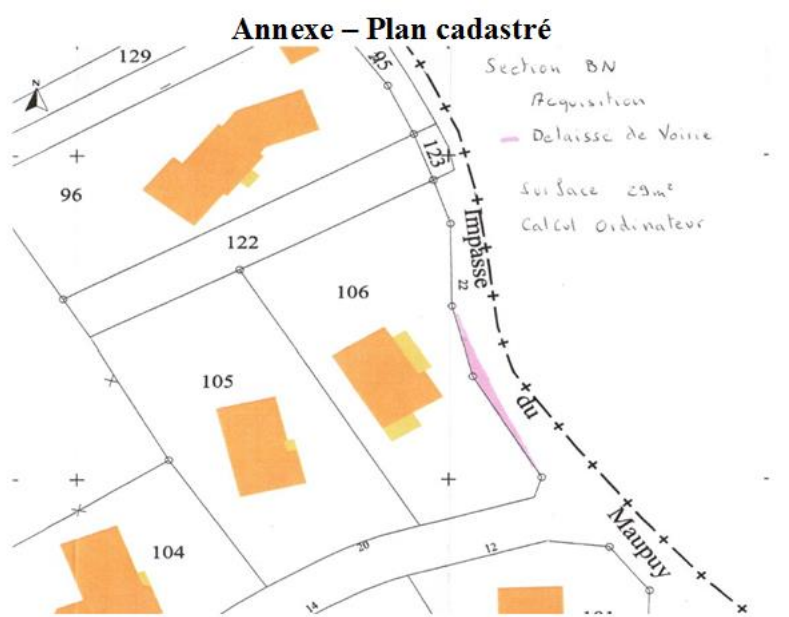 Annexe – Plan cadastré
Section BN
Acquisition
Delaissé de Voirie
Surface 29m²
Calcul Ordinateur
N
129
95
123
96
122
Impasse
22
106
105
du
104
20
12
14
Maupuy